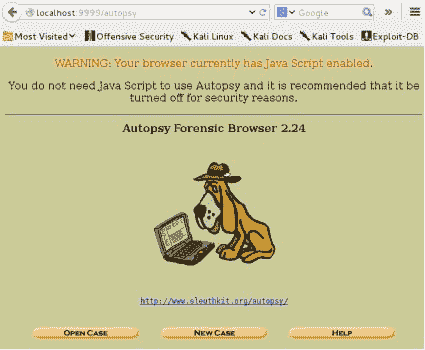 localhost:9999/autopsy
Google
Most Visited
Offensive Security
Kali Linux
Kali Docs
Kali Tools
Exploit-DB
WARNING: Your browser currently has Java Script enabled.
You do not need Java Script to use Autopsy and it is recommended that it be
turned off for security reasons.
Autopsy Forensic Browser 2.24
http://www.sleuthkit.org/autopsy/
OPEN CASE
NEW CASE
HELP